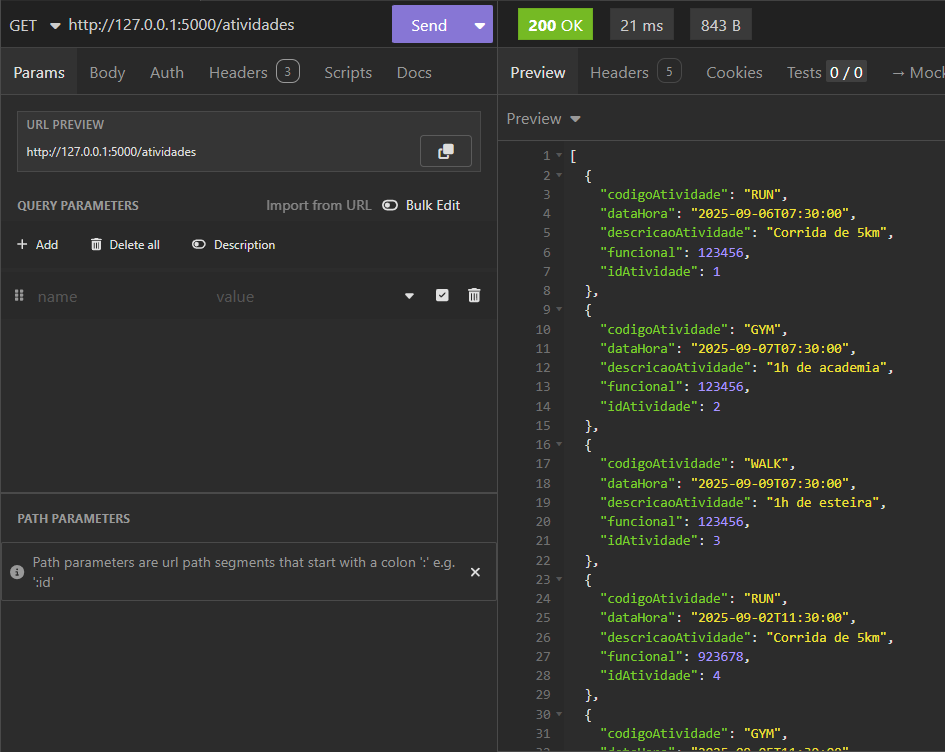 GET http://127.0.0.1:5000/atividades Send
Params Body Auth Headers 3 Scripts Docs
URL PREVIEW
http://127.0.0.1:5000/atividades
QUERY PARAMETERS Import from URL Bulk Edit
+ Add Delete all Description
name value
PATH PARAMETERS
Path parameters are url path segments that start with a colon ':' e.g.
':id'
200 OK 21 ms 843 B
Preview Headers 5 Cookies Tests 0 / 0 → Mock
Preview
1 [
2 {
3 "codigoAtividade": "RUN",
4 "dataHora": "2025-09-06T07:30:00",
5 "descricaoAtividade": "Corrida de 5km",
6 "funcional": 123456,
7 "idAtividade": 1
8 },
9 {
10 "codigoAtividade": "GYM",
11 "dataHora": "2025-09-07T07:30:00",
12 "descricaoAtividade": "1h de academia",
13 "funcional": 123456,
14 "idAtividade": 2
15 },
16 {
17 "codigoAtividade": "WALK",
18 "dataHora": "2025-09-09T07:30:00",
19 "descricaoAtividade": "1h de esteira",
20 "funcional": 123456,
21 "idAtividade": 3
22 },
23 {
24 "codigoAtividade": "RUN",
25 "dataHora": "2025-09-02T11:30:00",
26 "descricaoAtividade": "Corrida de 5km",
27 "funcional": 923678,
28 "idAtividade": 4
29 },
30 {
31 "codigoAtividade": "GYM",
32 "dataHora": "2025-09-05T11:30:00"